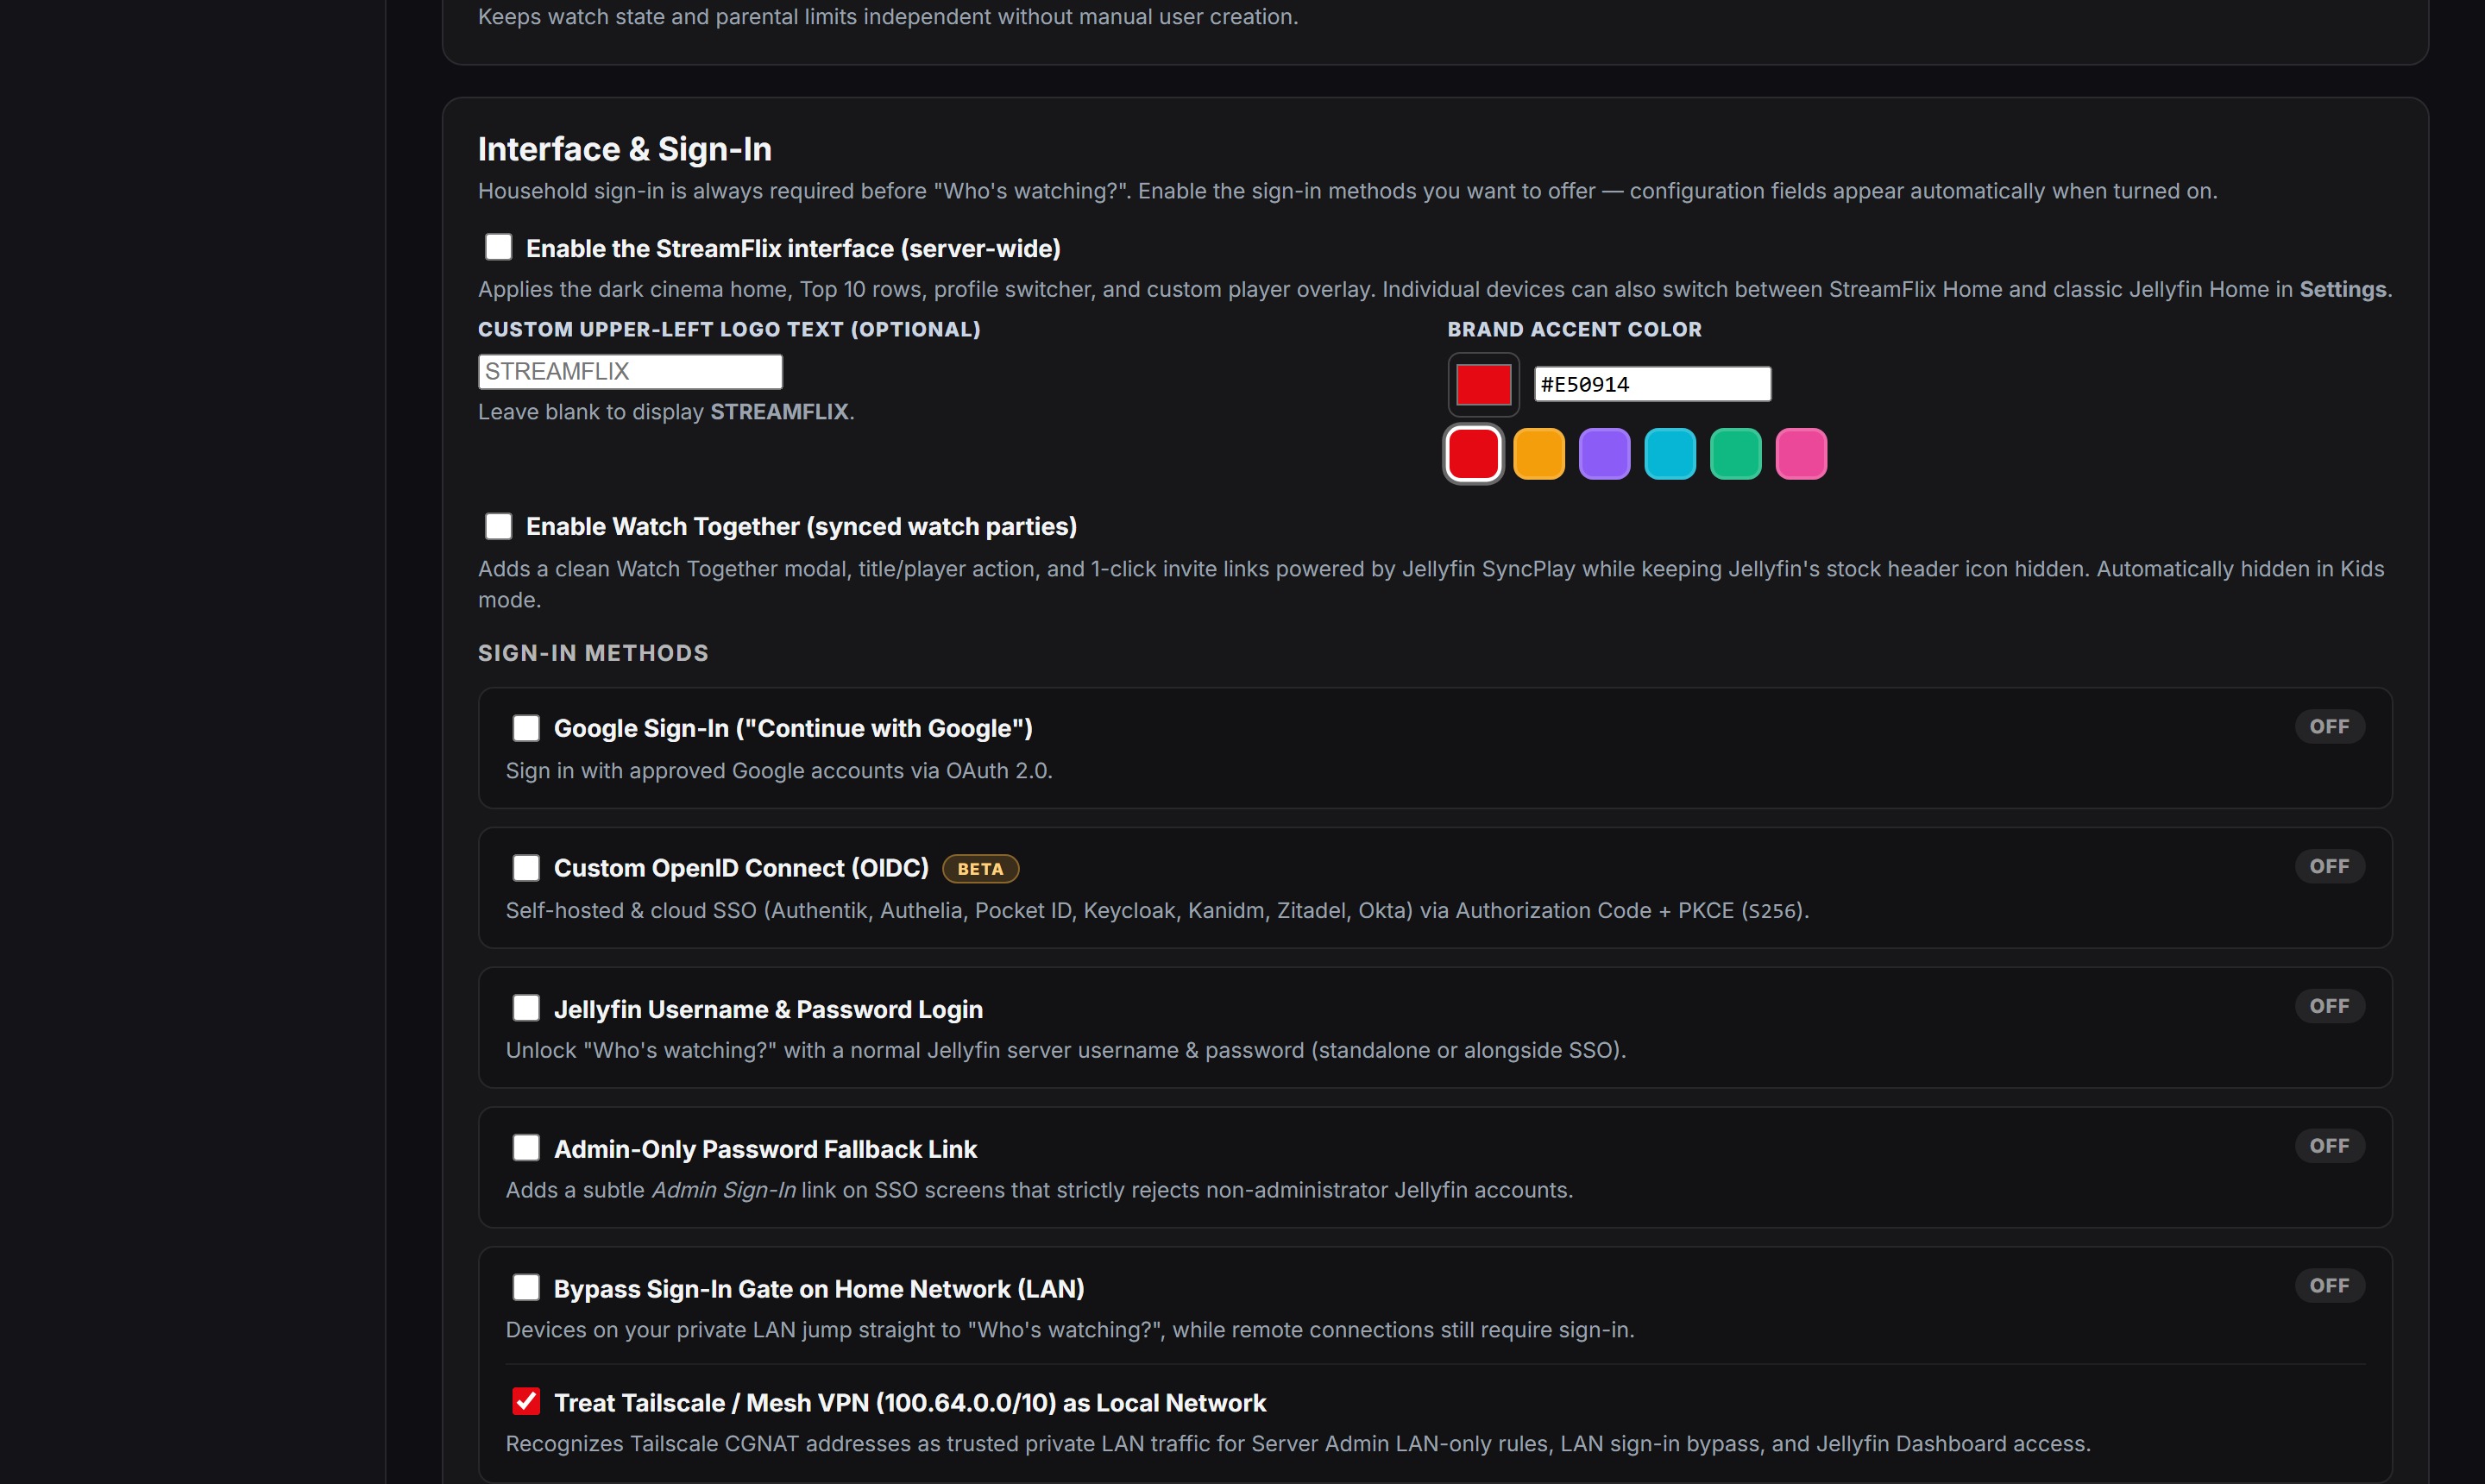 Keeps watch state and parental limits independent without manual user creation.
Interface & Sign-In
Household sign-in is always required before "Who's watching?". Enable the sign-in methods you want to offer — configuration fields appear automatically when turned on.
Enable the StreamFlix interface (server-wide)
Applies the dark cinema home, Top 10 rows, profile switcher, and custom player overlay. Individual devices can also switch between StreamFlix Home and classic Jellyfin Home in Settings.
CUSTOM UPPER-LEFT LOGO TEXT (OPTIONAL)
STREAMFLIX
Leave blank to display STREAMFLIX.
BRAND ACCENT COLOR
#E50914
Enable Watch Together (synced watch parties)
Adds a clean Watch Together modal, title/player action, and 1-click invite links powered by Jellyfin SyncPlay while keeping Jellyfin's stock header icon hidden. Automatically hidden in Kids
mode.
SIGN-IN METHODS
Google Sign-In ("Continue with Google")
OFF
Sign in with approved Google accounts via OAuth 2.0.
Custom OpenID Connect (OIDC) BETA
OFF
Self-hosted & cloud SSO (Authentik, Authelia, Pocket ID, Keycloak, Kanidm, Zitadel, Okta) via Authorization Code + PKCE (S256).
Jellyfin Username & Password Login
OFF
Unlock "Who's watching?" with a normal Jellyfin server username & password (standalone or alongside SSO).
Admin-Only Password Fallback Link
OFF
Adds a subtle Admin Sign-In link on SSO screens that strictly rejects non-administrator Jellyfin accounts.
Bypass Sign-In Gate on Home Network (LAN)
OFF
Devices on your private LAN jump straight to "Who's watching?", while remote connections still require sign-in.
Treat Tailscale / Mesh VPN (100.64.0.0/10) as Local Network
Recognizes Tailscale CGNAT addresses as trusted private LAN traffic for Server Admin LAN-only rules, LAN sign-in bypass, and Jellyfin Dashboard access.